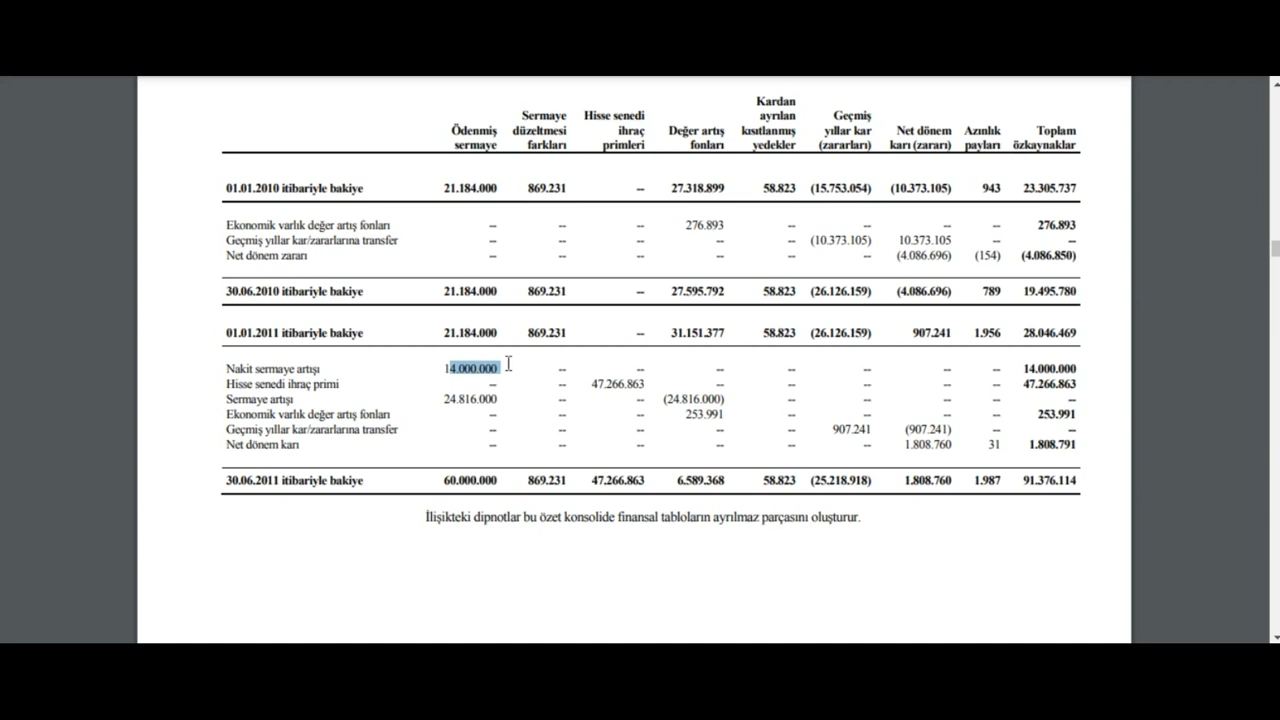 Kardan
Sermaye Hisse senedi ayrılan Geçmiş
Ödenmiş düzeltmesi ihraç Değer artış kısıtlanmış yıllar kar Net dönem Azınlık Toplam
sermaye farkları primleri fonları yedekler (zararları) karı (zararı) payları özkaynaklar
01.01.2010 itibariyle bakiye 21.184.000 869.231 -- 27.318.899 58.823 (15.753.054) (10.373.105) 943 23.305.737
Ekonomik varlık değer artış fonları -- -- -- 276.893 -- -- -- -- 276.893
Geçmiş yıllar kar/zararlarına transfer -- -- -- -- -- (10.373.105) 10.373.105 -- --
Net dönem zararı -- -- -- -- -- -- (4.086.696) (154) (4.086.850)
30.06.2010 itibariyle bakiye 21.184.000 869.231 -- 27.595.792 58.823 (26.126.159) (4.086.696) 789 19.495.780
01.01.2011 itibariyle bakiye 21.184.000 869.231 -- 31.151.377 58.823 (26.126.159) 907.241 1.956 28.046.469
Nakit sermaye artışı 14.000.000 -- -- -- -- -- -- -- 14.000.000
Hisse senedi ihraç primi -- -- 47.266.863 -- -- -- -- -- 47.266.863
Sermaye artışı 24.816.000 -- -- (24.816.000) -- -- -- -- --
Ekonomik varlık değer artış fonları -- -- -- 253.991 -- -- -- -- 253.991
Geçmiş yıllar kar/zararlarına transfer -- -- -- -- -- 907.241 (907.241) -- --
Net dönem karı -- -- -- -- -- -- 1.808.760 31 1.808.791
30.06.2011 itibariyle bakiye 60.000.000 869.231 47.266.863 6.589.368 58.823 (25.218.918) 1.808.760 1.987 91.376.114
İlişikteki dipnotlar bu özet konsolide finansal tabloların ayrılmaz parçasını oluşturur.